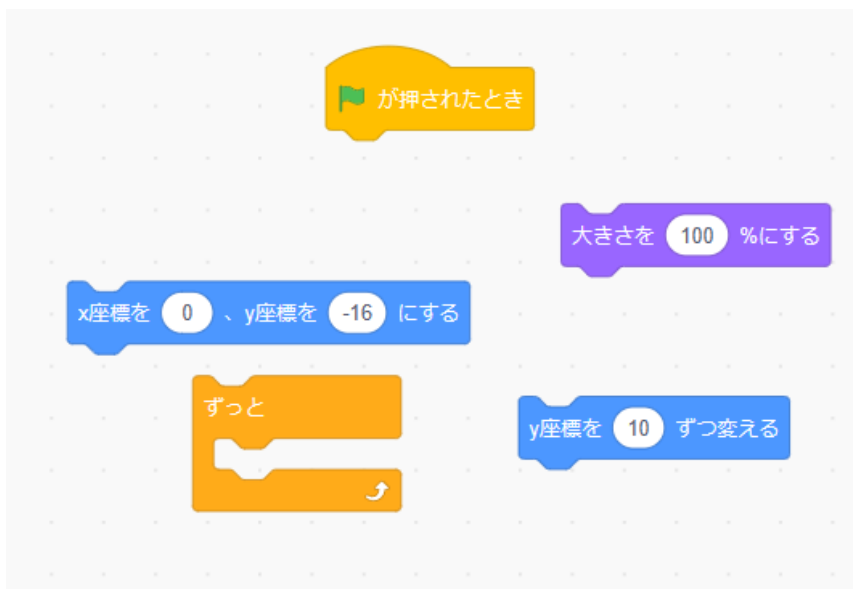 が押されたとき
大きさを 100 %にする
x座標を 0 、y座標を -16 にする
ずっと
y座標を 10 ずつ変える